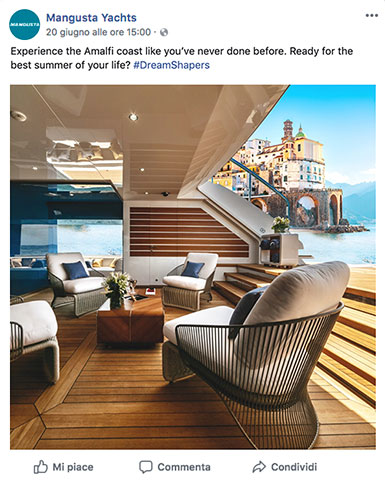 MANGUSTA
Mangusta Yachts
20 giugno alle ore 15:00 ·
Experience the Amalfi coast like you've never done before. Ready for the
best summer of your life? #DreamShapers
Mi piace
Commenta
Condividi